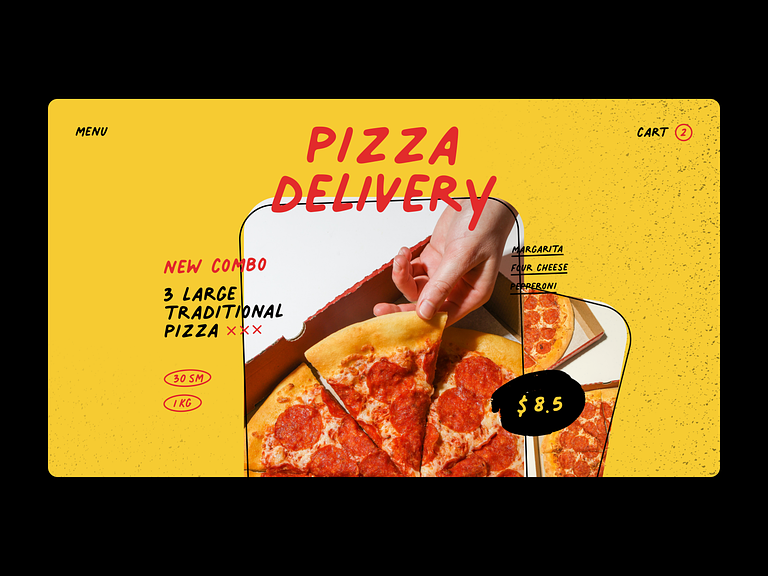 MENU
CART 2
PIZZA
DELIVERY
NEW COMBO
3 LARGE
TRADITIONAL
PIZZA xxx
30 SM
1 KG
MARGARITA
FOUR CHEESE
PEPPERONI
$ 8.5